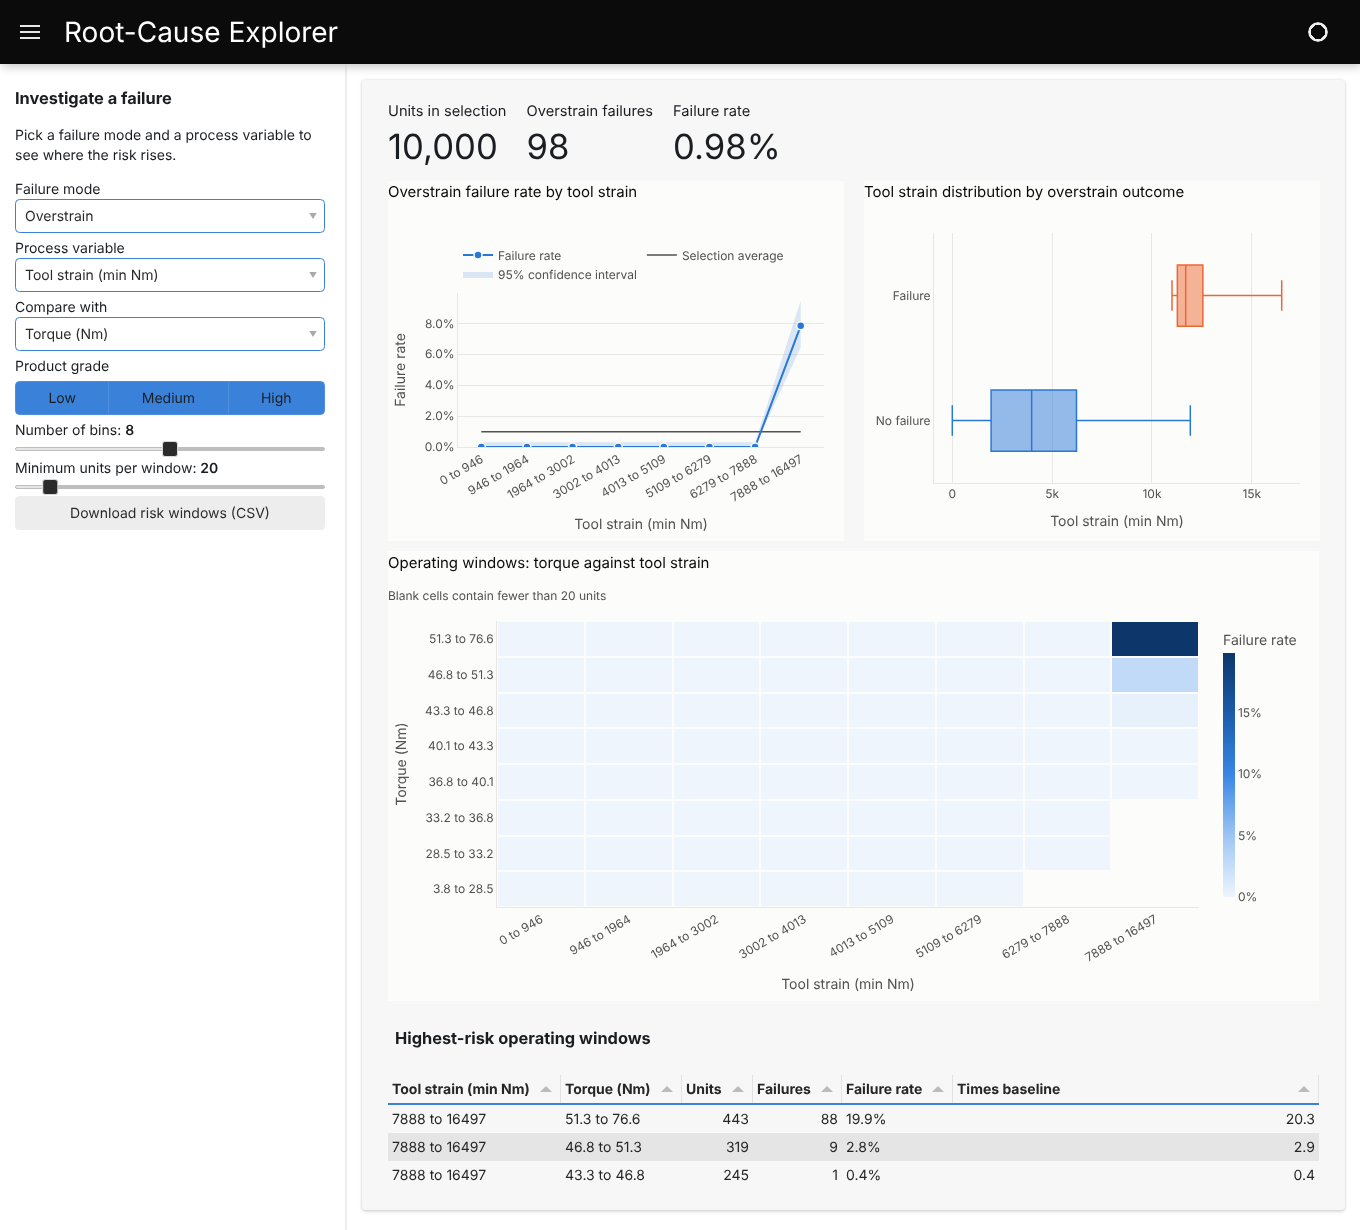 Root-Cause Explorer
Investigate a failure
Pick a failure mode and a process variable to
see where the risk rises.
Failure mode
Overstrain
Process variable
Tool strain (min Nm)
Compare with
Torque (Nm)
Product grade
Low Medium High
Number of bins: 8
Minimum units per window: 20
Download risk windows (CSV)
Units in selection Overstrain failures Failure rate
10,000 98 0.98%
Overstrain failure rate by tool strain
Failure rate Selection average
95% confidence interval
Failure rate
8.0%
6.0%
4.0%
2.0%
0.0%
0 to 946 946 to 1964 1964 to 3002 3002 to 4013 4013 to 5109 5109 to 6279 6279 to 7888 7888 to 16497
Tool strain (min Nm)
Tool strain distribution by overstrain outcome
Failure
No failure
0 5k 10k 15k
Tool strain (min Nm)
Operating windows: torque against tool strain
Blank cells contain fewer than 20 units
Torque (Nm)
51.3 to 76.6
46.8 to 51.3
43.3 to 46.8
40.1 to 43.3
36.8 to 40.1
33.2 to 36.8
28.5 to 33.2
3.8 to 28.5
0 to 946 946 to 1964 1964 to 3002 3002 to 4013 4013 to 5109 5109 to 6279 6279 to 7888 7888 to 16497
Tool strain (min Nm)
Failure rate
15%
10%
5%
0%
Highest-risk operating windows
Tool strain (min Nm) Torque (Nm) Units Failures Failure rate Times baseline
7888 to 16497 51.3 to 76.6 443 88 19.9% 20.3
7888 to 16497 46.8 to 51.3 319 9 2.8% 2.9
7888 to 16497 43.3 to 46.8 245 1 0.4% 0.4